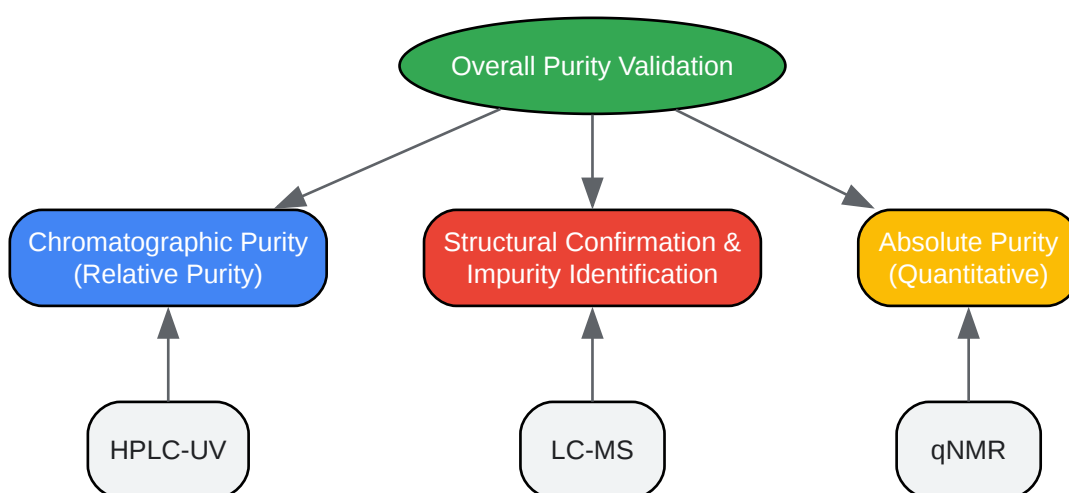 Overall Purity Validation
Chromatographic Purity
(Relative Purity)
Structural Confirmation &
Impurity Identification
Absolute Purity
(Quantitative)
HPLC-UV
LC-MS
qNMR